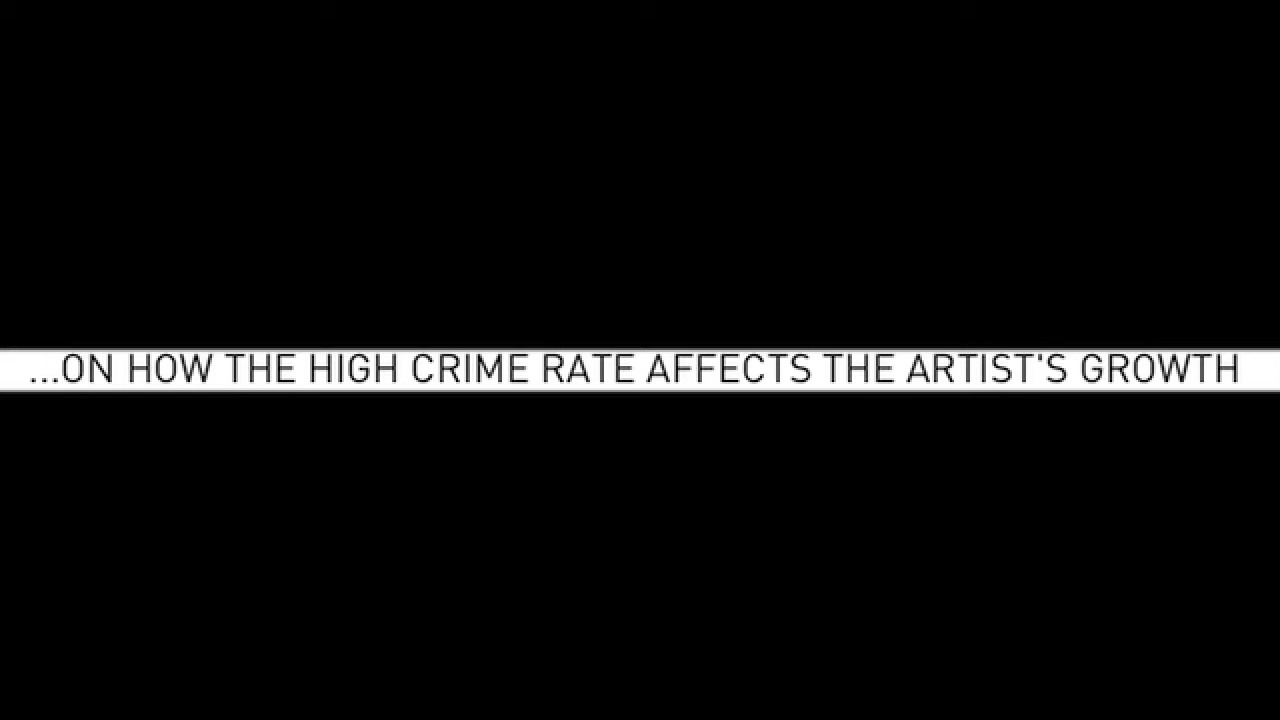 ...ON HOW THE HIGH CRIME RATE AFFECTS THE ARTIST'S GROWTH